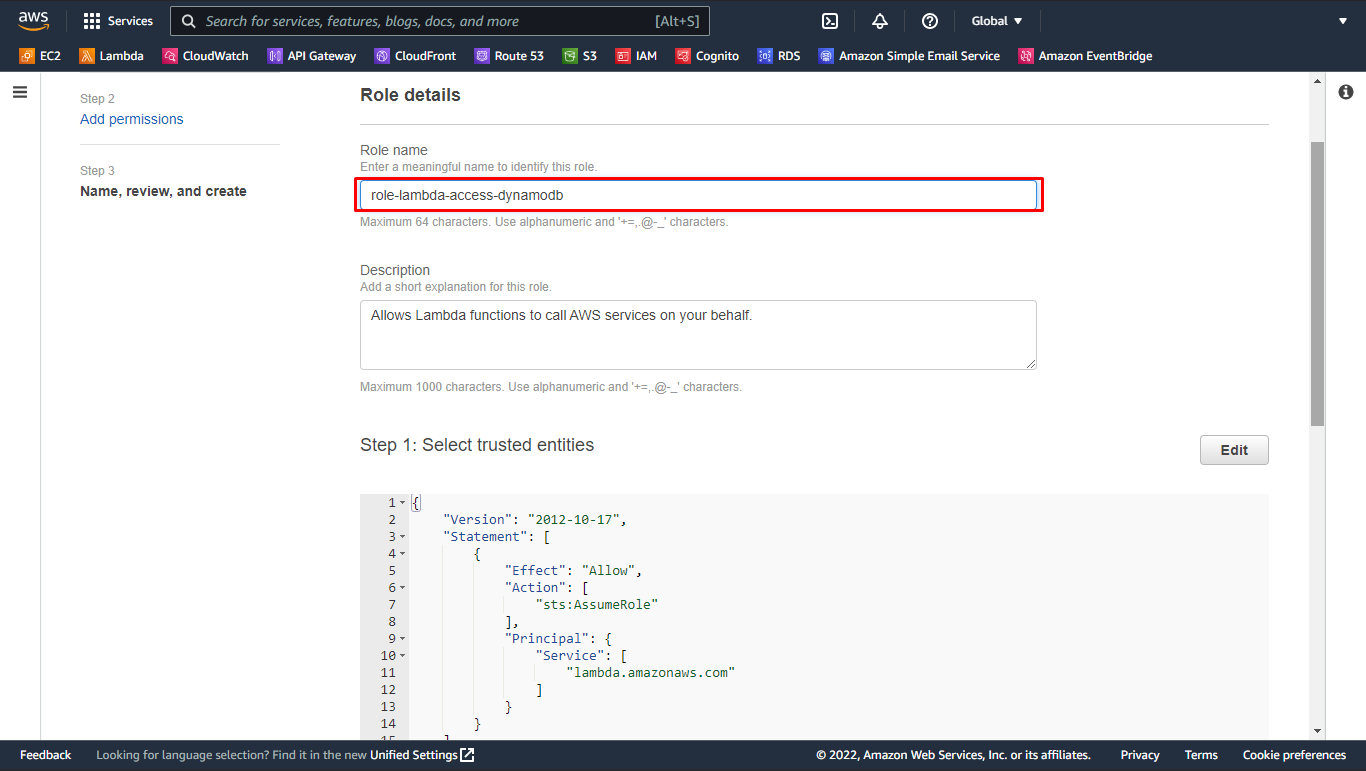 aws Services Search for services, features, blogs, docs, and more [Alt+S] Global
EC2 Lambda CloudWatch API Gateway CloudFront Route 53 S3 IAM Cognito RDS Amazon Simple Email Service Amazon EventBridge
Step 2
Add permissions
Step 3
Name, review, and create
Role details
Role name
Enter a meaningful name to identify this role.
role-lambda-access-dynamodb
Maximum 64 characters. Use alphanumeric and '+=,.@-_' characters.
Description
Add a short explanation for this role.
Allows Lambda functions to call AWS services on your behalf.
Maximum 1000 characters. Use alphanumeric and '+=,.@-_' characters.
Step 1: Select trusted entities
Edit
1 {
2 "Version": "2012-10-17",
3 "Statement": [
4 {
5 "Effect": "Allow",
6 "Action": [
7 "sts:AssumeRole"
8 ],
9 "Principal": {
10 "Service": [
11 "lambda.amazonaws.com"
12 ]
13 }
14 }
15 ]
Feedback Looking for language selection? Find it in the new Unified Settings © 2022, Amazon Web Services, Inc. or its affiliates. Privacy Terms Cookie preferences